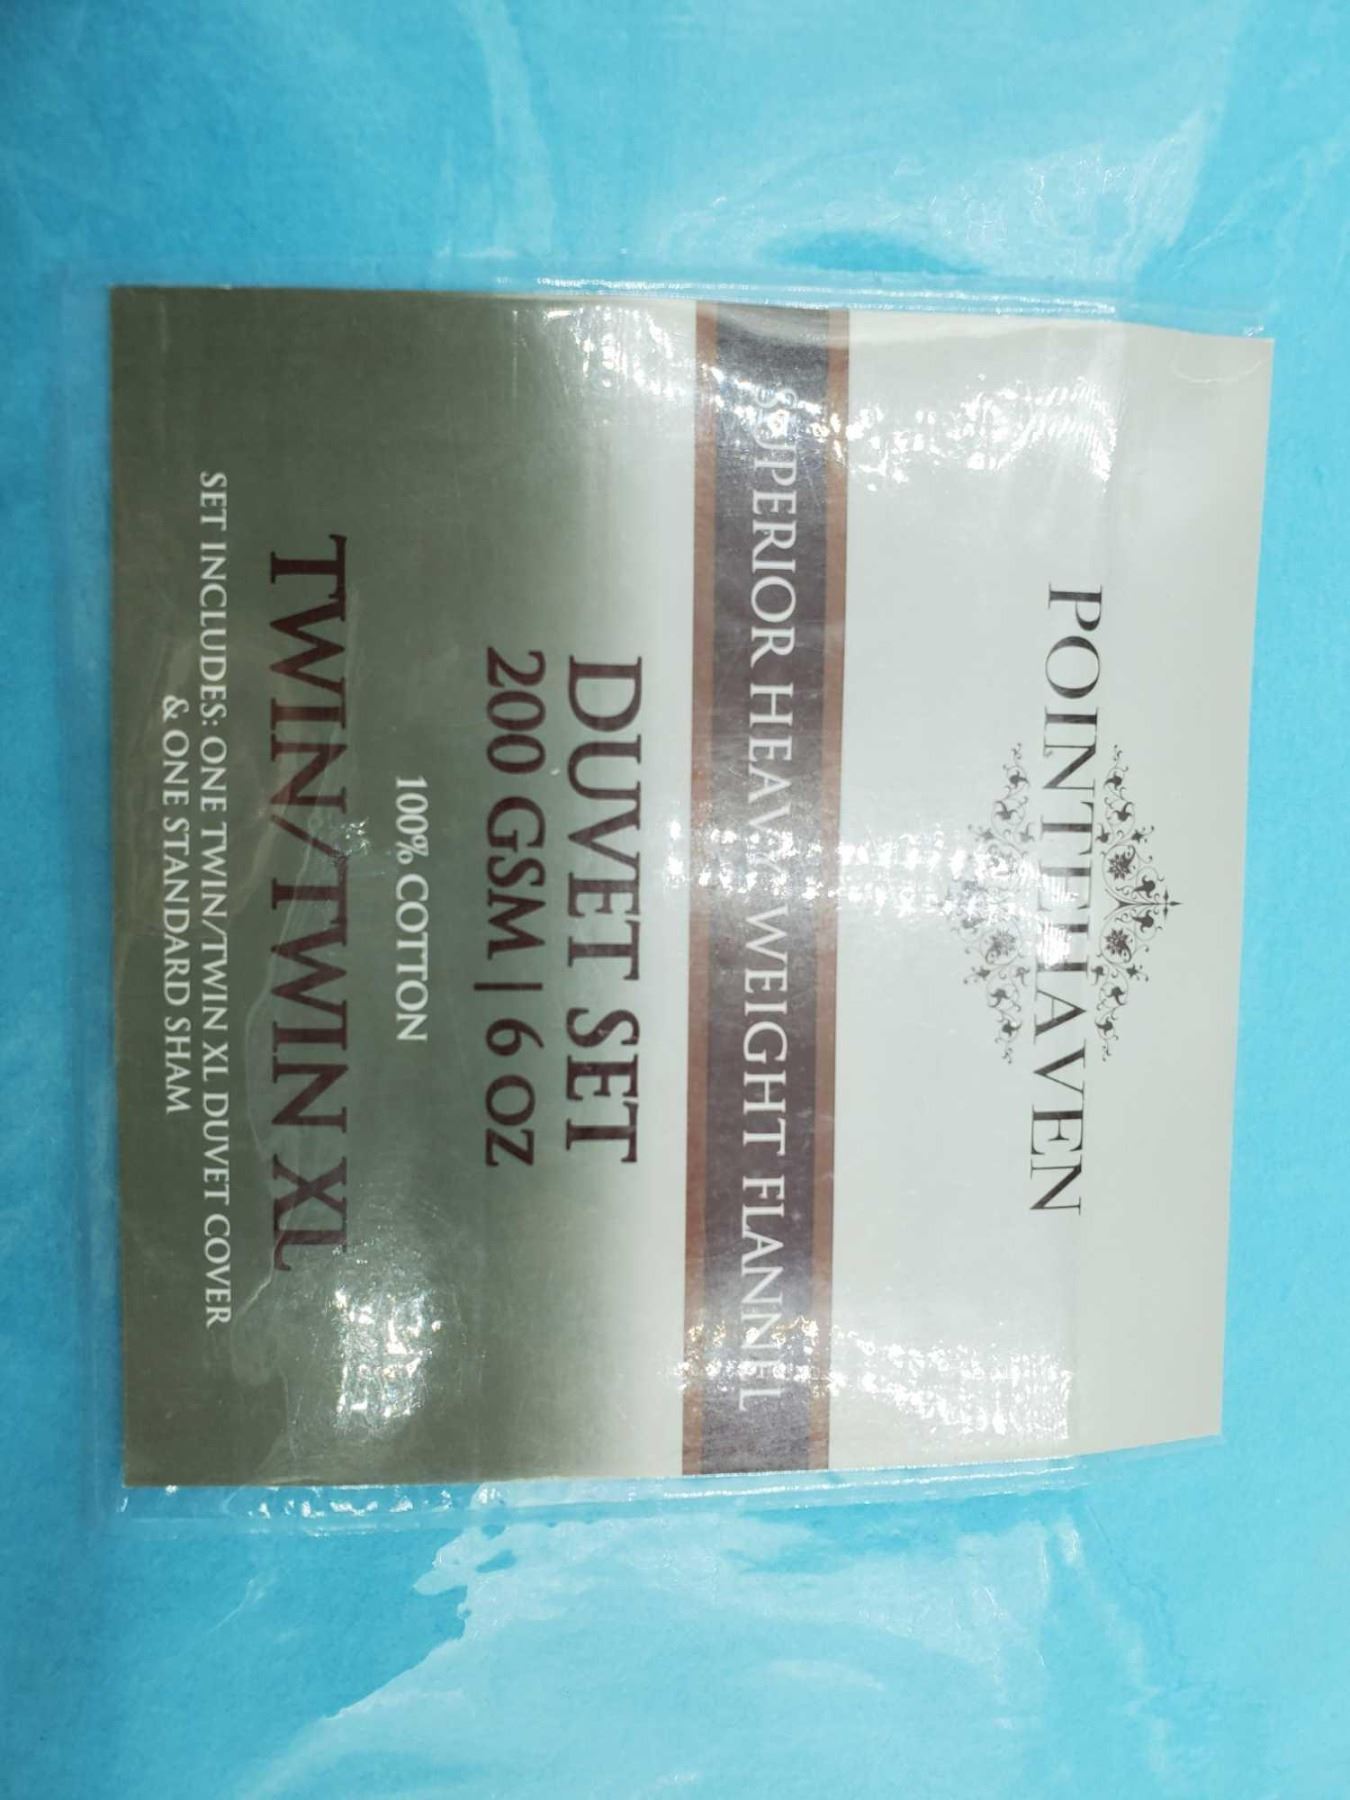 POINTEHAVEN
SUPERIOR HEAVY WEIGHT FLANNEL
DUVET SET
200 GSM | 6 OZ
100% COTTON
TWIN/TWIN XL
SET INCLUDES: ONE TWIN/TWIN XL DUVET COVER
& ONE STANDARD SHAM